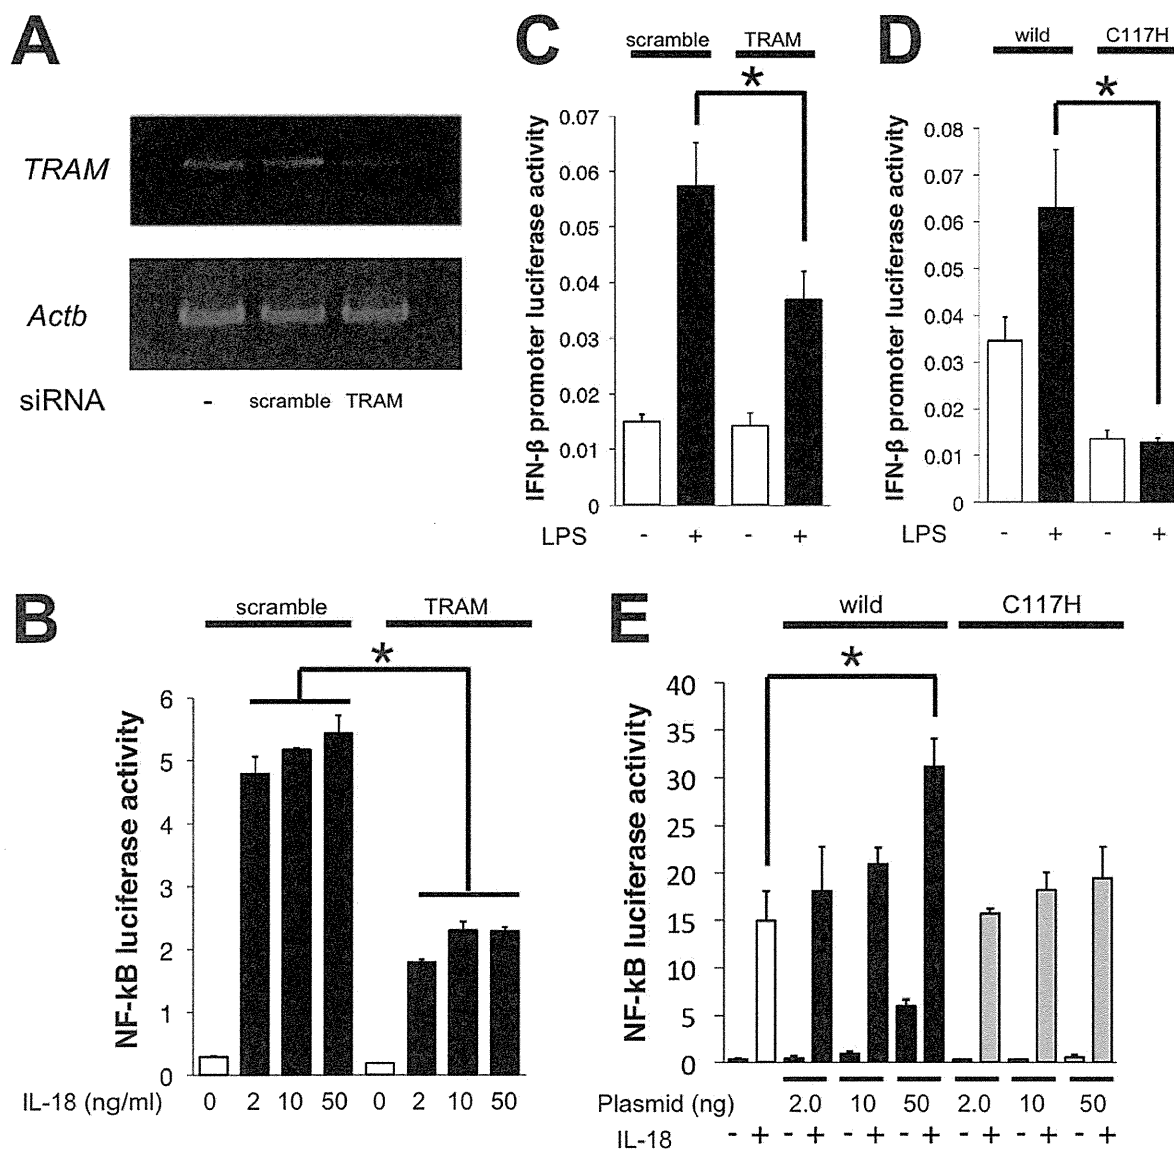 A
TRAM
Actb
siRNA - scramble TRAM
C
scramble TRAM
*
IFN-β promoter luciferase activity
0.07
0.06
0.05
0.04
0.03
0.02
0.01
0
LPS - + - +
D
wild C117H
*
IFN-β promoter luciferase activity
0.08
0.07
0.06
0.05
0.04
0.03
0.02
0.01
0
LPS - + - +
B
scramble TRAM
*
NF-kB luciferase activity
6
5
4
3
2
1
0
IL-18 (ng/ml) 0 2 10 50 0 2 10 50
E
wild C117H
*
NF-kB luciferase activity
40
35
30
25
20
15
10
5
0
Plasmid (ng) 2.0 10 50 2.0 10 50
IL-18 - + - + - + - + - + - + - +